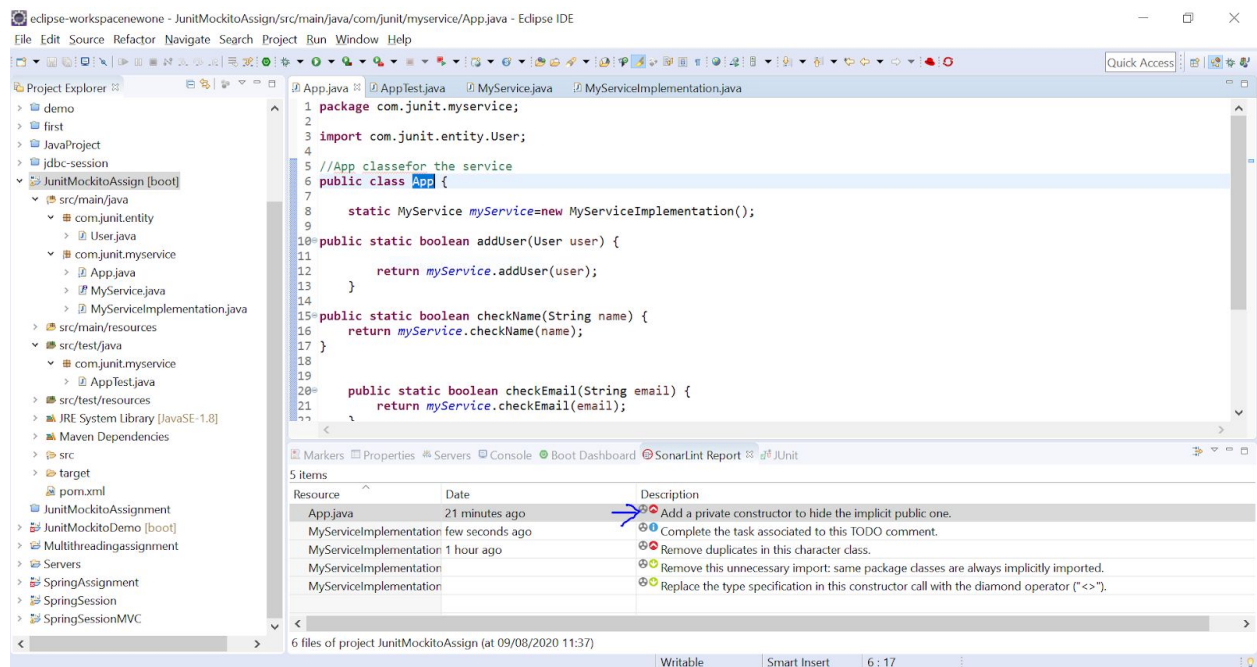 eclipse-workspacenewone - JunitMockitoAssign/src/main/java/com/junit/myservice/App.java - Eclipse IDE
File Edit Source Refactor Navigate Search Project Run Window Help
Quick Access
Project Explorer
demo
first
JavaProject
jdbc-session
JunitMockitoAssign [boot]
src/main/java
com.junit.entity
User.java
com.junit.myservice
App.java
MyService.java
MyServiceImplementation.java
src/main/resources
src/test/java
com.junit.myservice
AppTest.java
src/test/resources
JRE System Library [JavaSE-1.8]
Maven Dependencies
src
target
pom.xml
JunitMockitoAssignment
JunitMockitoDemo [boot]
Multithreadingassignment
Servers
SpringAssignment
SpringSession
SpringSessionMVC
App.java AppTest.java MyService.java MyServiceImplementation.java
1 package com.junit.myservice;
2
3 import com.junit.entity.User;
4
5 //App classefor the service
6 public class App {
7
8 static MyService myService=new MyServiceImplementation();
9
10 public static boolean addUser(User user) {
11
12 return myService.addUser(user);
13 }
14
15 public static boolean checkName(String name) {
16 return myService.checkName(name);
17 }
18
19
20 public static boolean checkEmail(String email) {
21 return myService.checkEmail(email);
22 }
Markers Properties Servers Console Boot Dashboard SonarLint Report JUnit
5 items
Resource Date Description
App.java 21 minutes ago Add a private constructor to hide the implicit public one.
MyServiceImplementation few seconds ago Complete the task associated to this TODO comment.
MyServiceImplementation 1 hour ago Remove duplicates in this character class.
MyServiceImplementation Remove this unnecessary import: same package classes are always implicitly imported.
MyServiceImplementation Replace the type specification in this constructor call with the diamond operator ("<>").
6 files of project JunitMockitoAssign (at 09/08/2020 11:37)
Writable Smart Insert 6 : 17